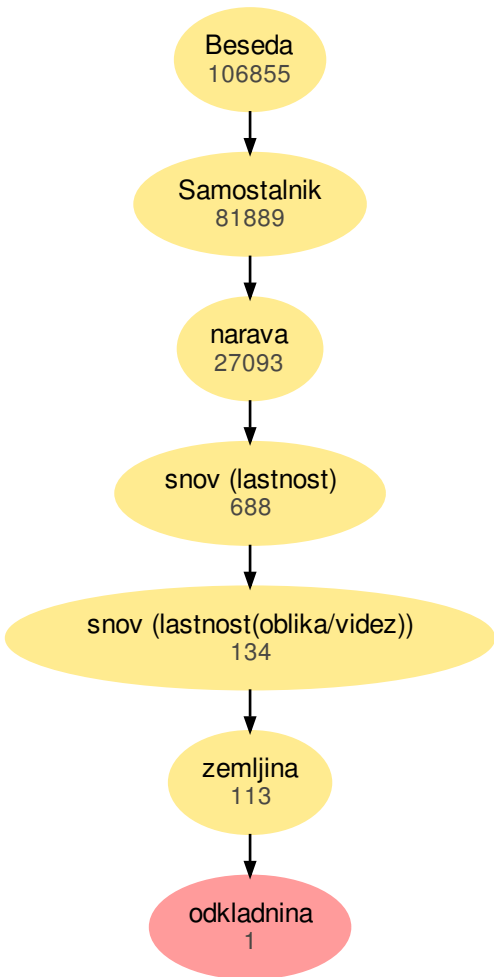 Beseda
106855
Samostalnik
81889
narava
27093
snov (lastnost)
688
snov (lastnost(oblika/videz))
134
zemljina
113
odkladnina
1